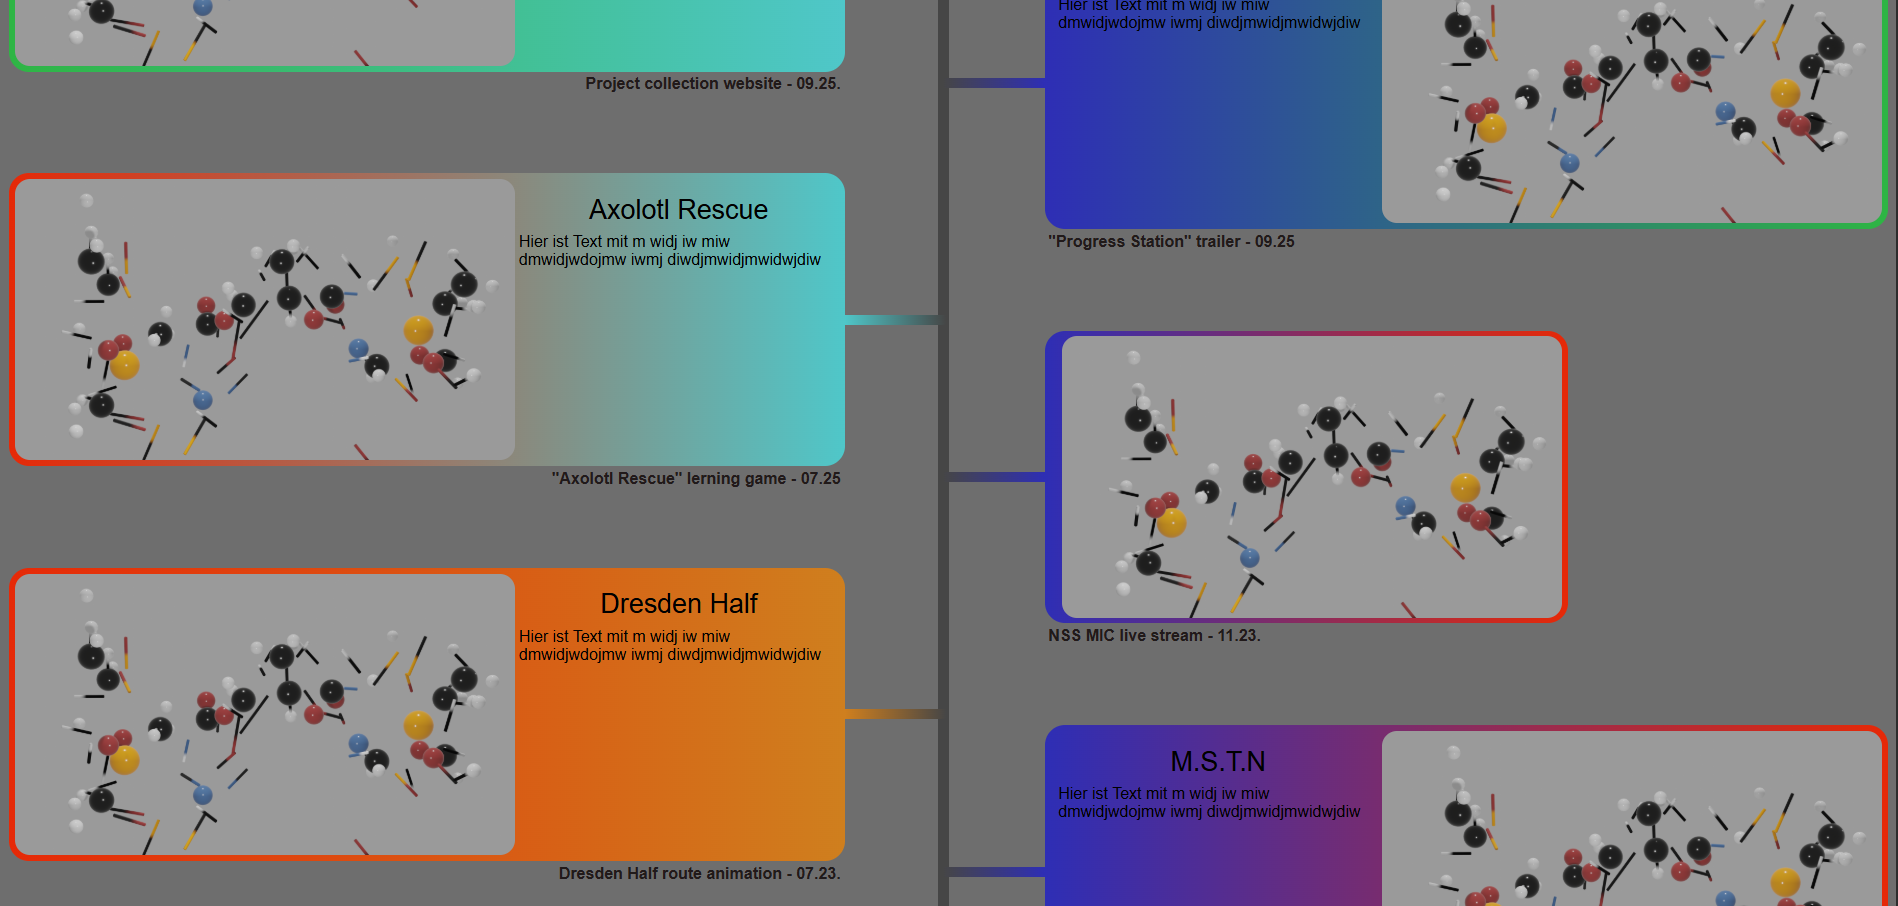 Project collection website - 09.25.
Axolotl Rescue
Hier ist Text mit m widj iw miw
dmwidjwdojmw iwmj diwdjmwidjmwidwjdiw
"Axolotl Rescue" lerning game - 07.25
Dresden Half
Hier ist Text mit m widj iw miw
dmwidjwdojmw iwmj diwdjmwidjmwidwjdiw
Dresden Half route animation - 07.23.
Hier ist Text mit m widj iw miw
dmwidjwdojmw iwmj diwdjmwidjmwidwjdiw
"Progress Station" trailer - 09.25
NSS MIC live stream - 11.23.
M.S.T.N
Hier ist Text mit m widj iw miw
dmwidjwdojmw iwmj diwdjmwidjmwidwjdiw